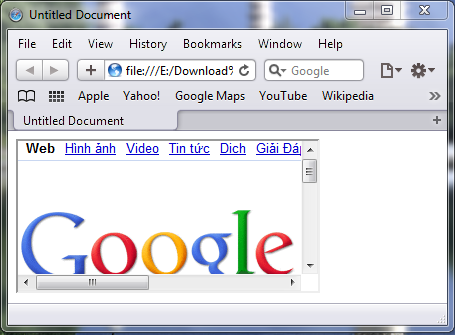 Untitled Document
File Edit View History Bookmarks Window Help
file:///E:/Download% Google
Apple Yahoo! Google Maps YouTube Wikipedia
Untitled Document
Web Hình ảnh Video Tin tức Dịch Giải Đáp
Google